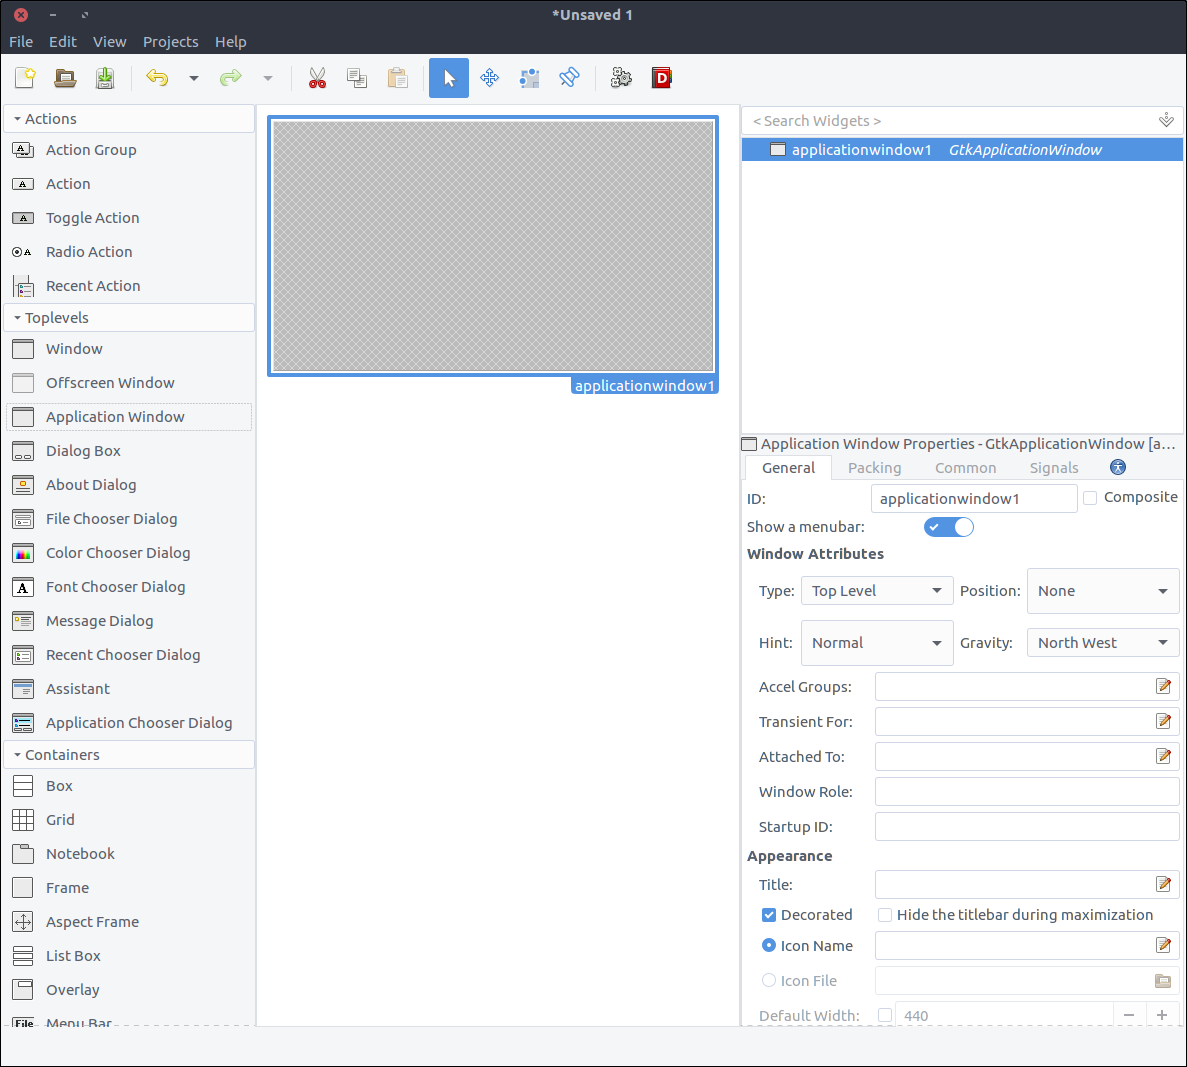 *Unsaved 1
File Edit View Projects Help
Actions
Action Group
Action
Toggle Action
Radio Action
Recent Action
Toplevels
Window
Offscreen Window
Application Window
Dialog Box
About Dialog
File Chooser Dialog
Color Chooser Dialog
Font Chooser Dialog
Message Dialog
Recent Chooser Dialog
Assistant
Application Chooser Dialog
Containers
Box
Grid
Notebook
Frame
Aspect Frame
List Box
Overlay
Menu Bar
applicationwindow1
< Search Widgets >
applicationwindow1 GtkApplicationWindow
Application Window Properties - GtkApplicationWindow [a...
General Packing Common Signals
ID: applicationwindow1 Composite
Show a menubar:
Window Attributes
Type: Top Level Position: None
Hint: Normal Gravity: North West
Accel Groups:
Transient For:
Attached To:
Window Role:
Startup ID:
Appearance
Title:
Decorated Hide the titlebar during maximization
Icon Name
Icon File
Default Width: 440